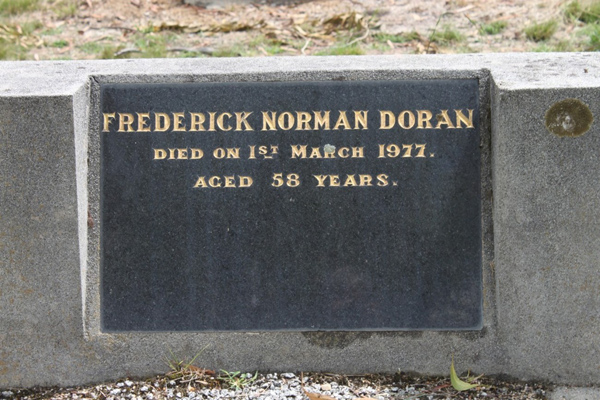 FREDERICK NORMAN DORAN
DIED ON 1ST MARCH 1977.
AGED 58 YEARS.